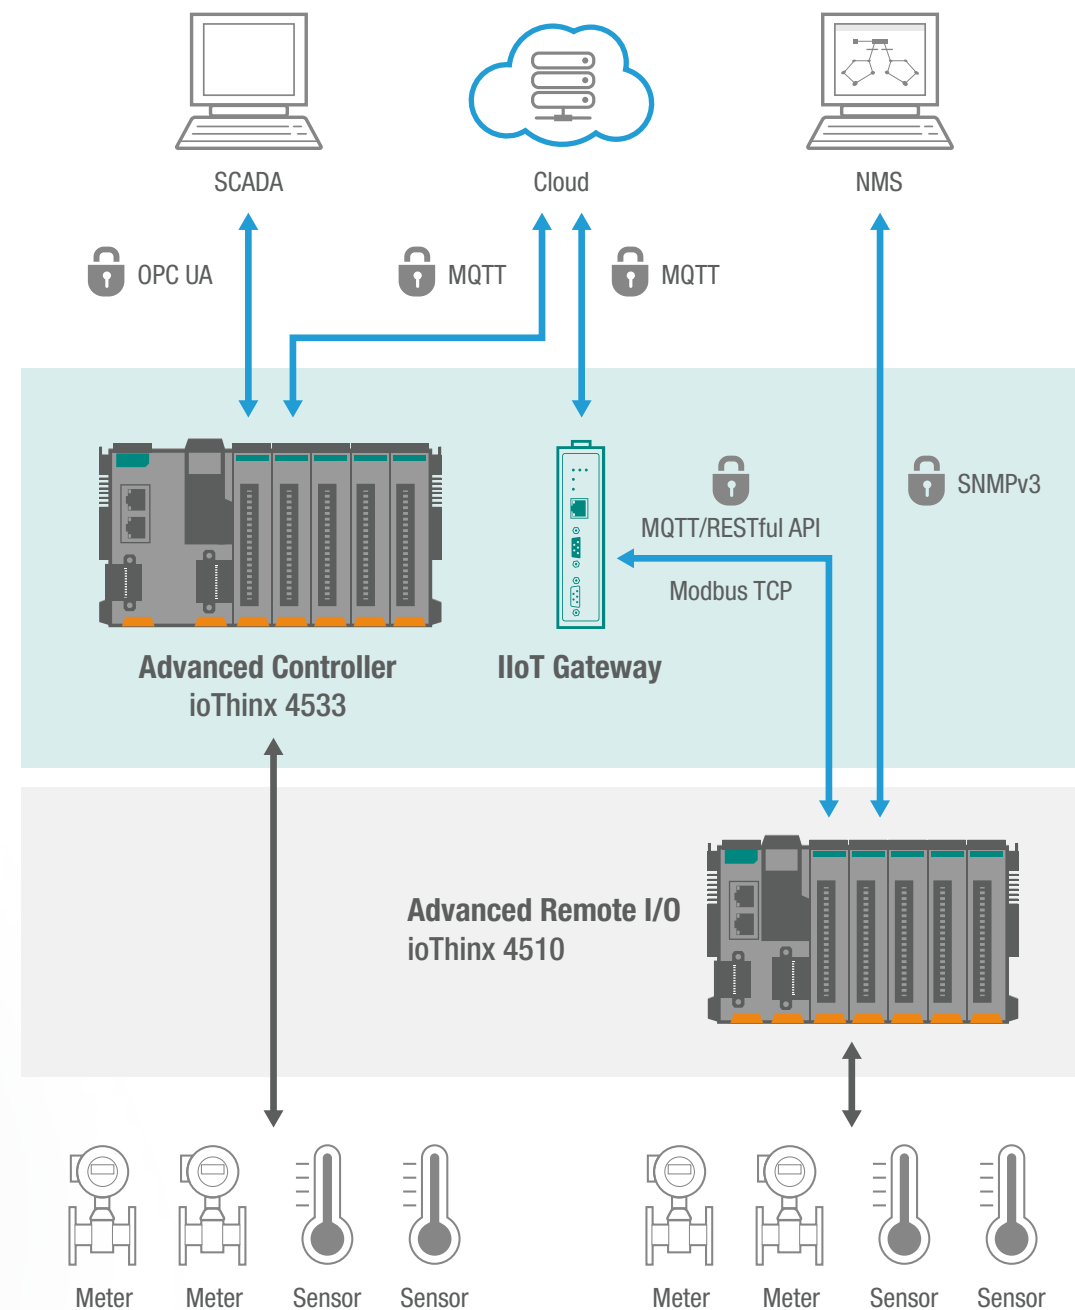 SCADA
Cloud
NMS
OPC UA
MQTT
MQTT
SNMPv3
MQTT/RESTful API
Modbus TCP
Advanced Controller
ioThinx 4533
IIoT Gateway
Advanced Remote I/O
ioThinx 4510
Meter
Meter
Sensor
Sensor
Meter
Meter
Sensor
Sensor